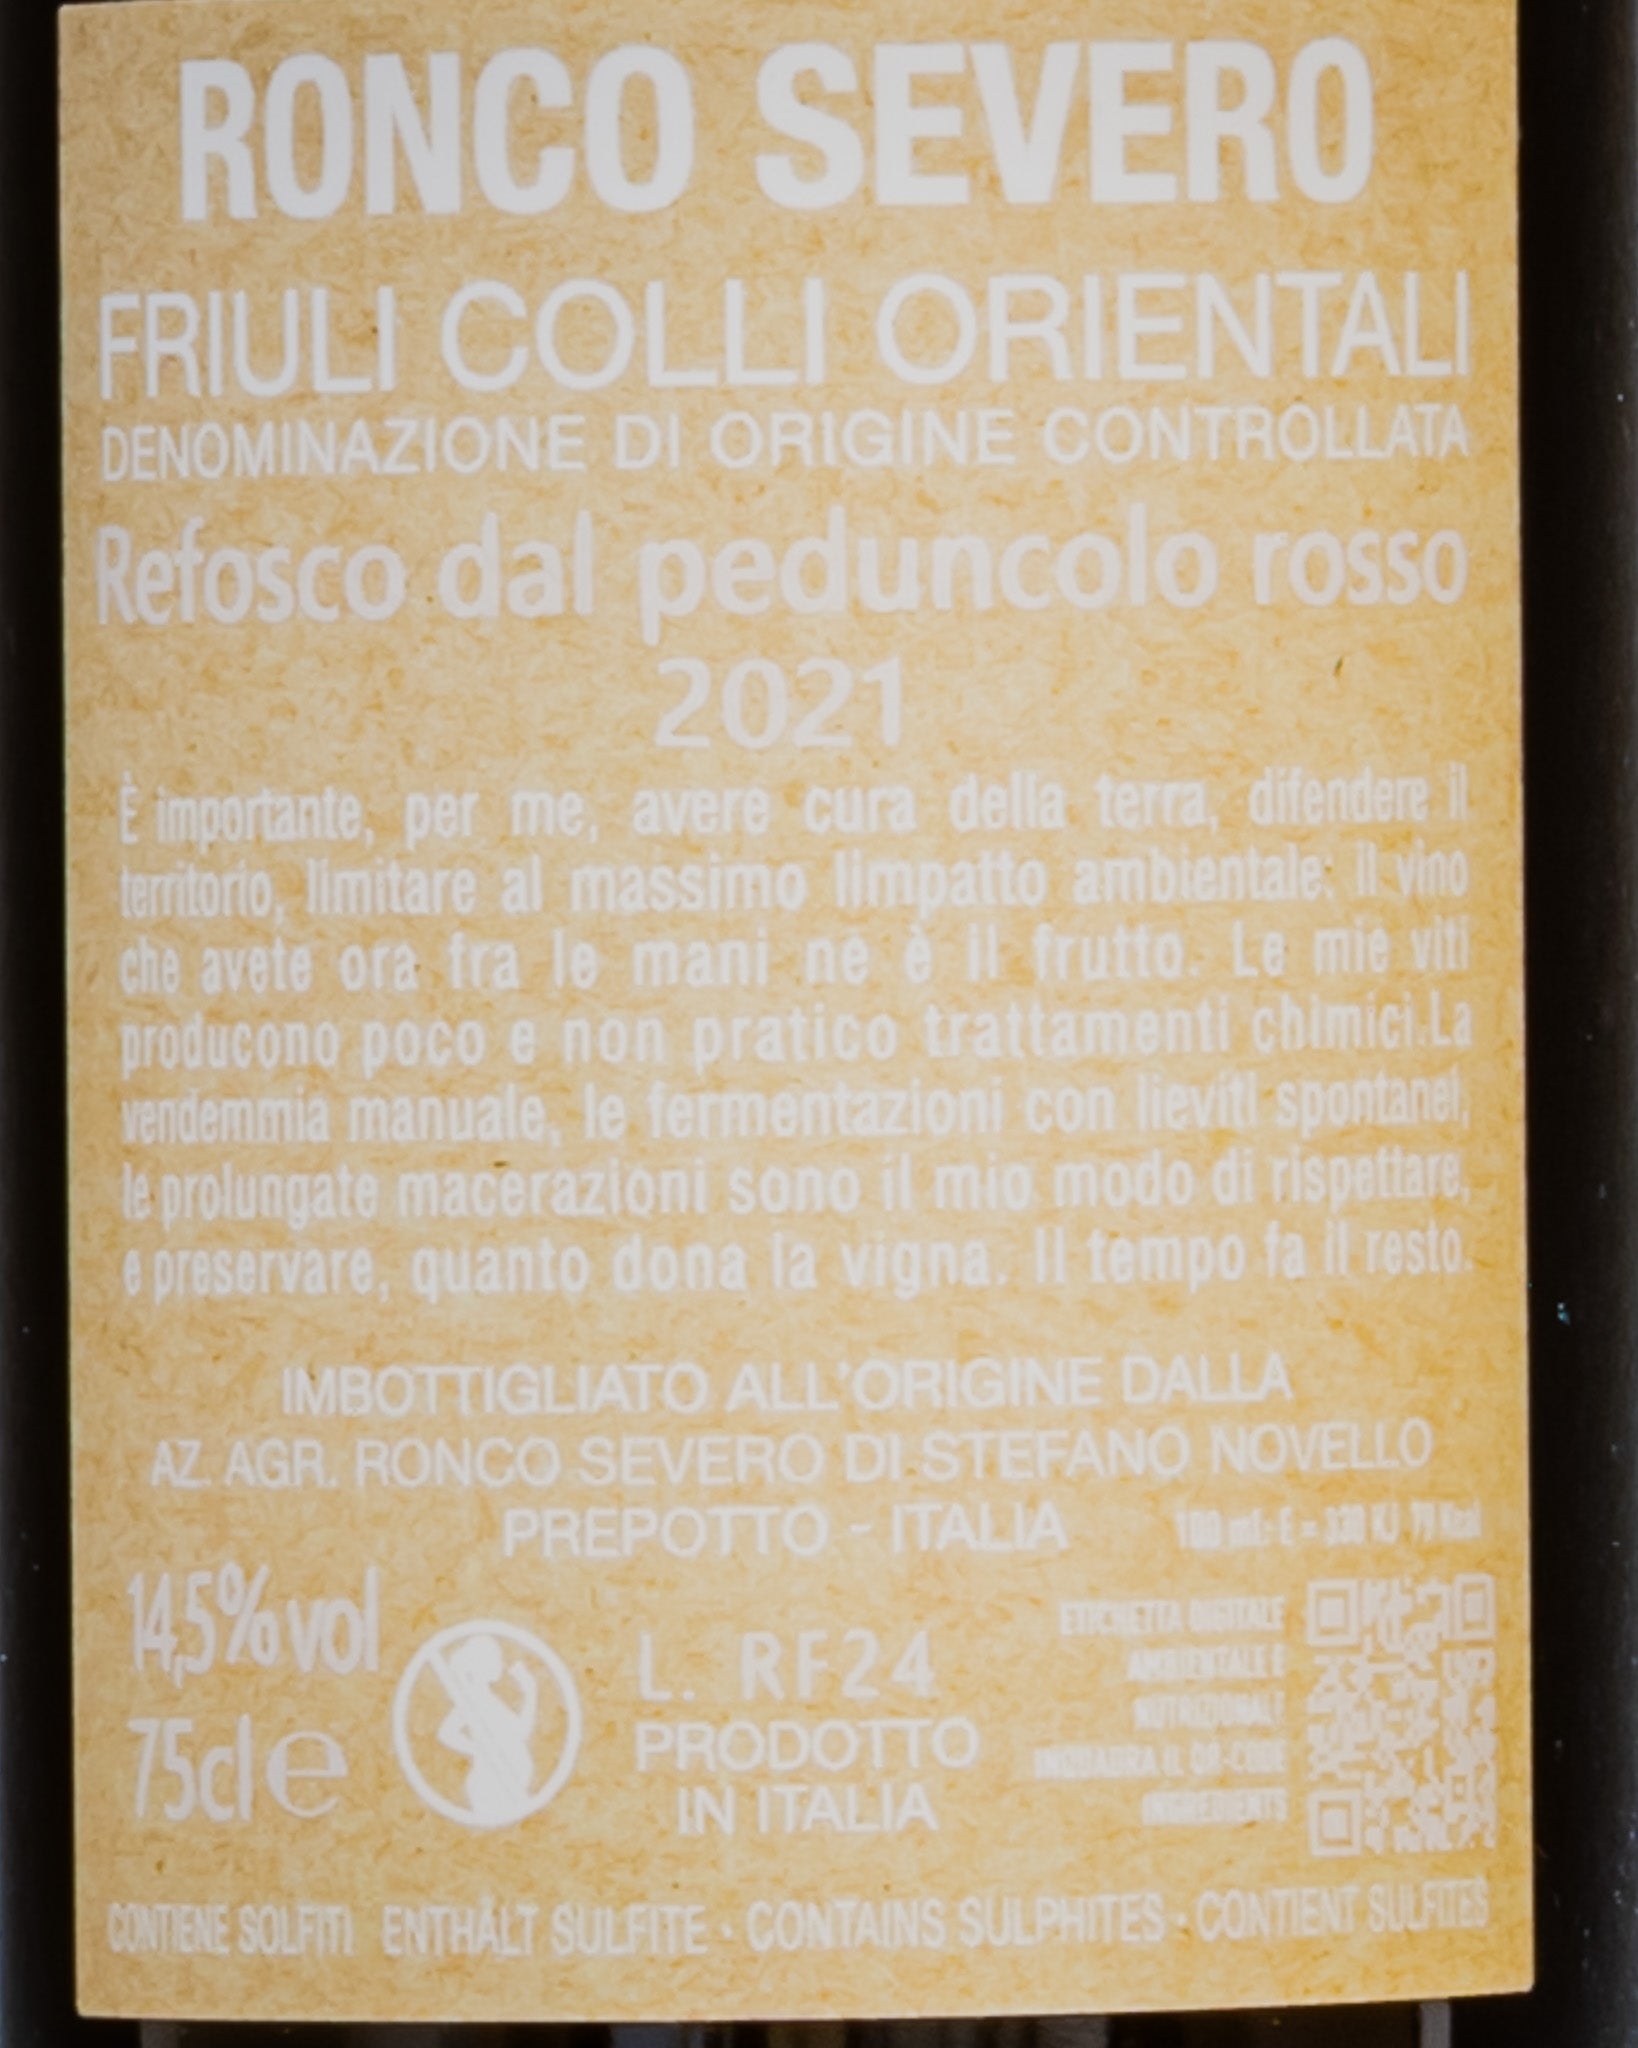 RONCO SEVERO
FRIULI COLLI ORIENTALI
DENOMINAZIONE DI ORIGINE CONTROLLATA
Refosco dal peduncolo rosso
2021
È importante, per me, avere cura della terra, difendere il
territorio, limitare al massimo limpatto ambientale: il vino
che avete ora fra le mani ne è il frutto. Le mie viti
producono poco e non pratico trattamenti chimici.La
vendemmia manuale, le fermentazioni con lieviti spontanei,
le prolungate macerazioni sono il mio modo di rispettare,
e preservare, quanto dona la vigna. Il tempo fa il resto.
IMBOTTIGLIATO ALL'ORIGINE DALLA
AZ. AGR. RONCO SEVERO DI STEFANO NOVELLO
PREPOTTO - ITALIA
100 mL: E = 330 KJ 79 Kcal
14,5% vol
75cl e
L. RF24
PRODOTTO
IN ITALIA
ETICHETTA DIGITALE
AMBIENTALE E
NUTRIZIONALE
INQUADRA IL QR-CODE
INGREDIENTS
CONTIENE SOLFITI ENTHÄLT SULFITE - CONTAINS SULPHITES - CONTIENT SULFITES